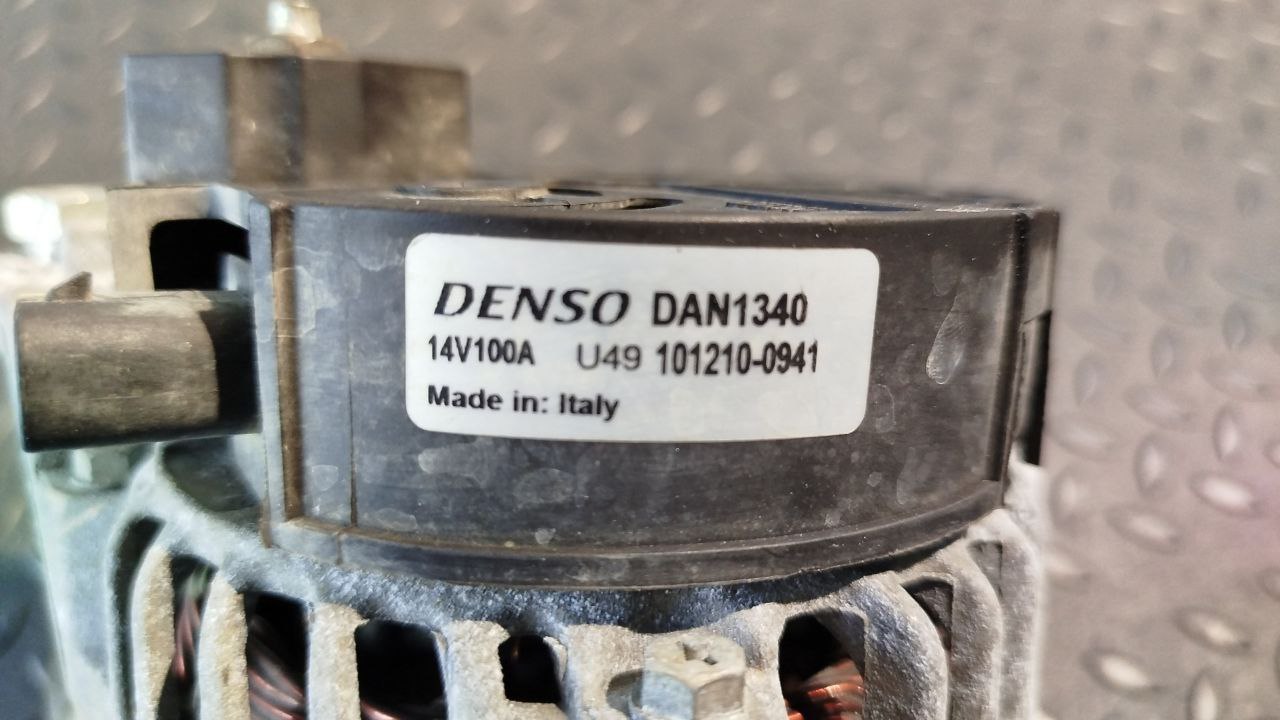 DENSO DAN1340
14V100A U49 101210-0941
Made in: Italy